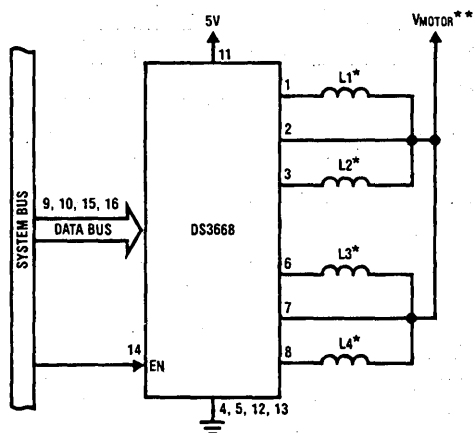 5V
VMOTOR**
11
1
L1*
2
3
L2*
SYSTEM BUS
9, 10, 15, 16
DATA BUS
DS3668
6
L3*
7
14
EN
8
L4*
4, 5, 12, 13